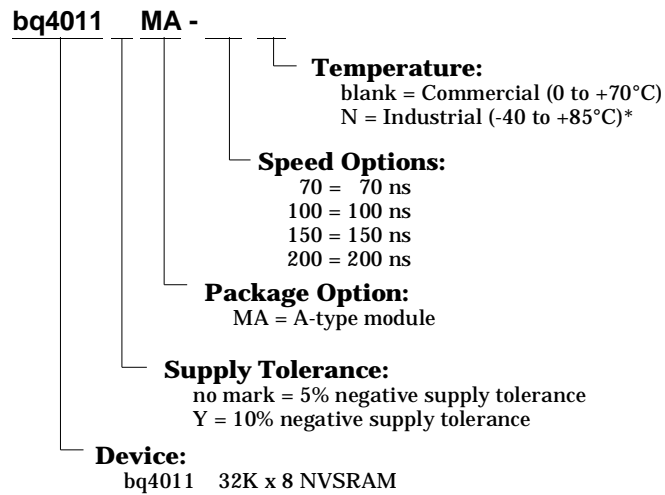 bq4011 MA -
Temperature:
blank = Commercial (0 to +70°C)
N = Industrial (-40 to +85°C)*
Speed Options:
70 = 70 ns
100 = 100 ns
150 = 150 ns
200 = 200 ns
Package Option:
MA = A-type module
Supply Tolerance:
no mark = 5% negative supply tolerance
Y = 10% negative supply tolerance
Device:
bq4011 32K x 8 NVSRAM